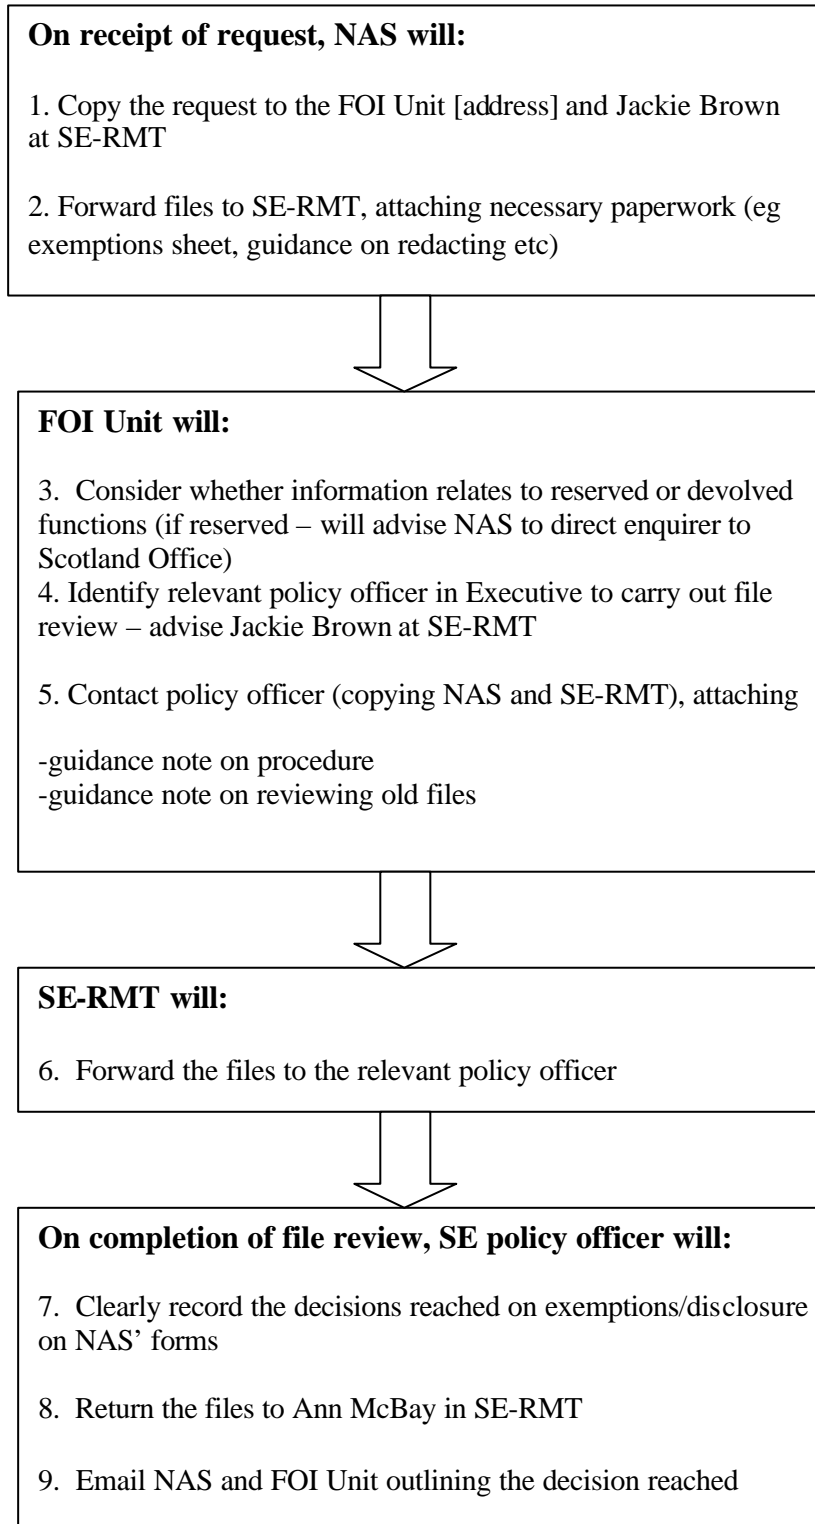 On receipt of request, NAS will:
1. Copy the request to the FOI Unit [address] and Jackie Brown
at SE-RMT
2. Forward files to SE-RMT, attaching necessary paperwork (eg
exemptions sheet, guidance on redacting etc)
FOI Unit will:
3. Consider whether information relates to reserved or devolved
functions (if reserved – will advise NAS to direct enquirer to
Scotland Office)
4. Identify relevant policy officer in Executive to carry out file
review – advise Jackie Brown at SE-RMT
5. Contact policy officer (copying NAS and SE-RMT), attaching
-guidance note on procedure
-guidance note on reviewing old files
SE-RMT will:
6. Forward the files to the relevant policy officer
On completion of file review, SE policy officer will:
7. Clearly record the decisions reached on exemptions/disclosure
on NAS’ forms
8. Return the files to Ann McBay in SE-RMT
9. Email NAS and FOI Unit outlining the decision reached